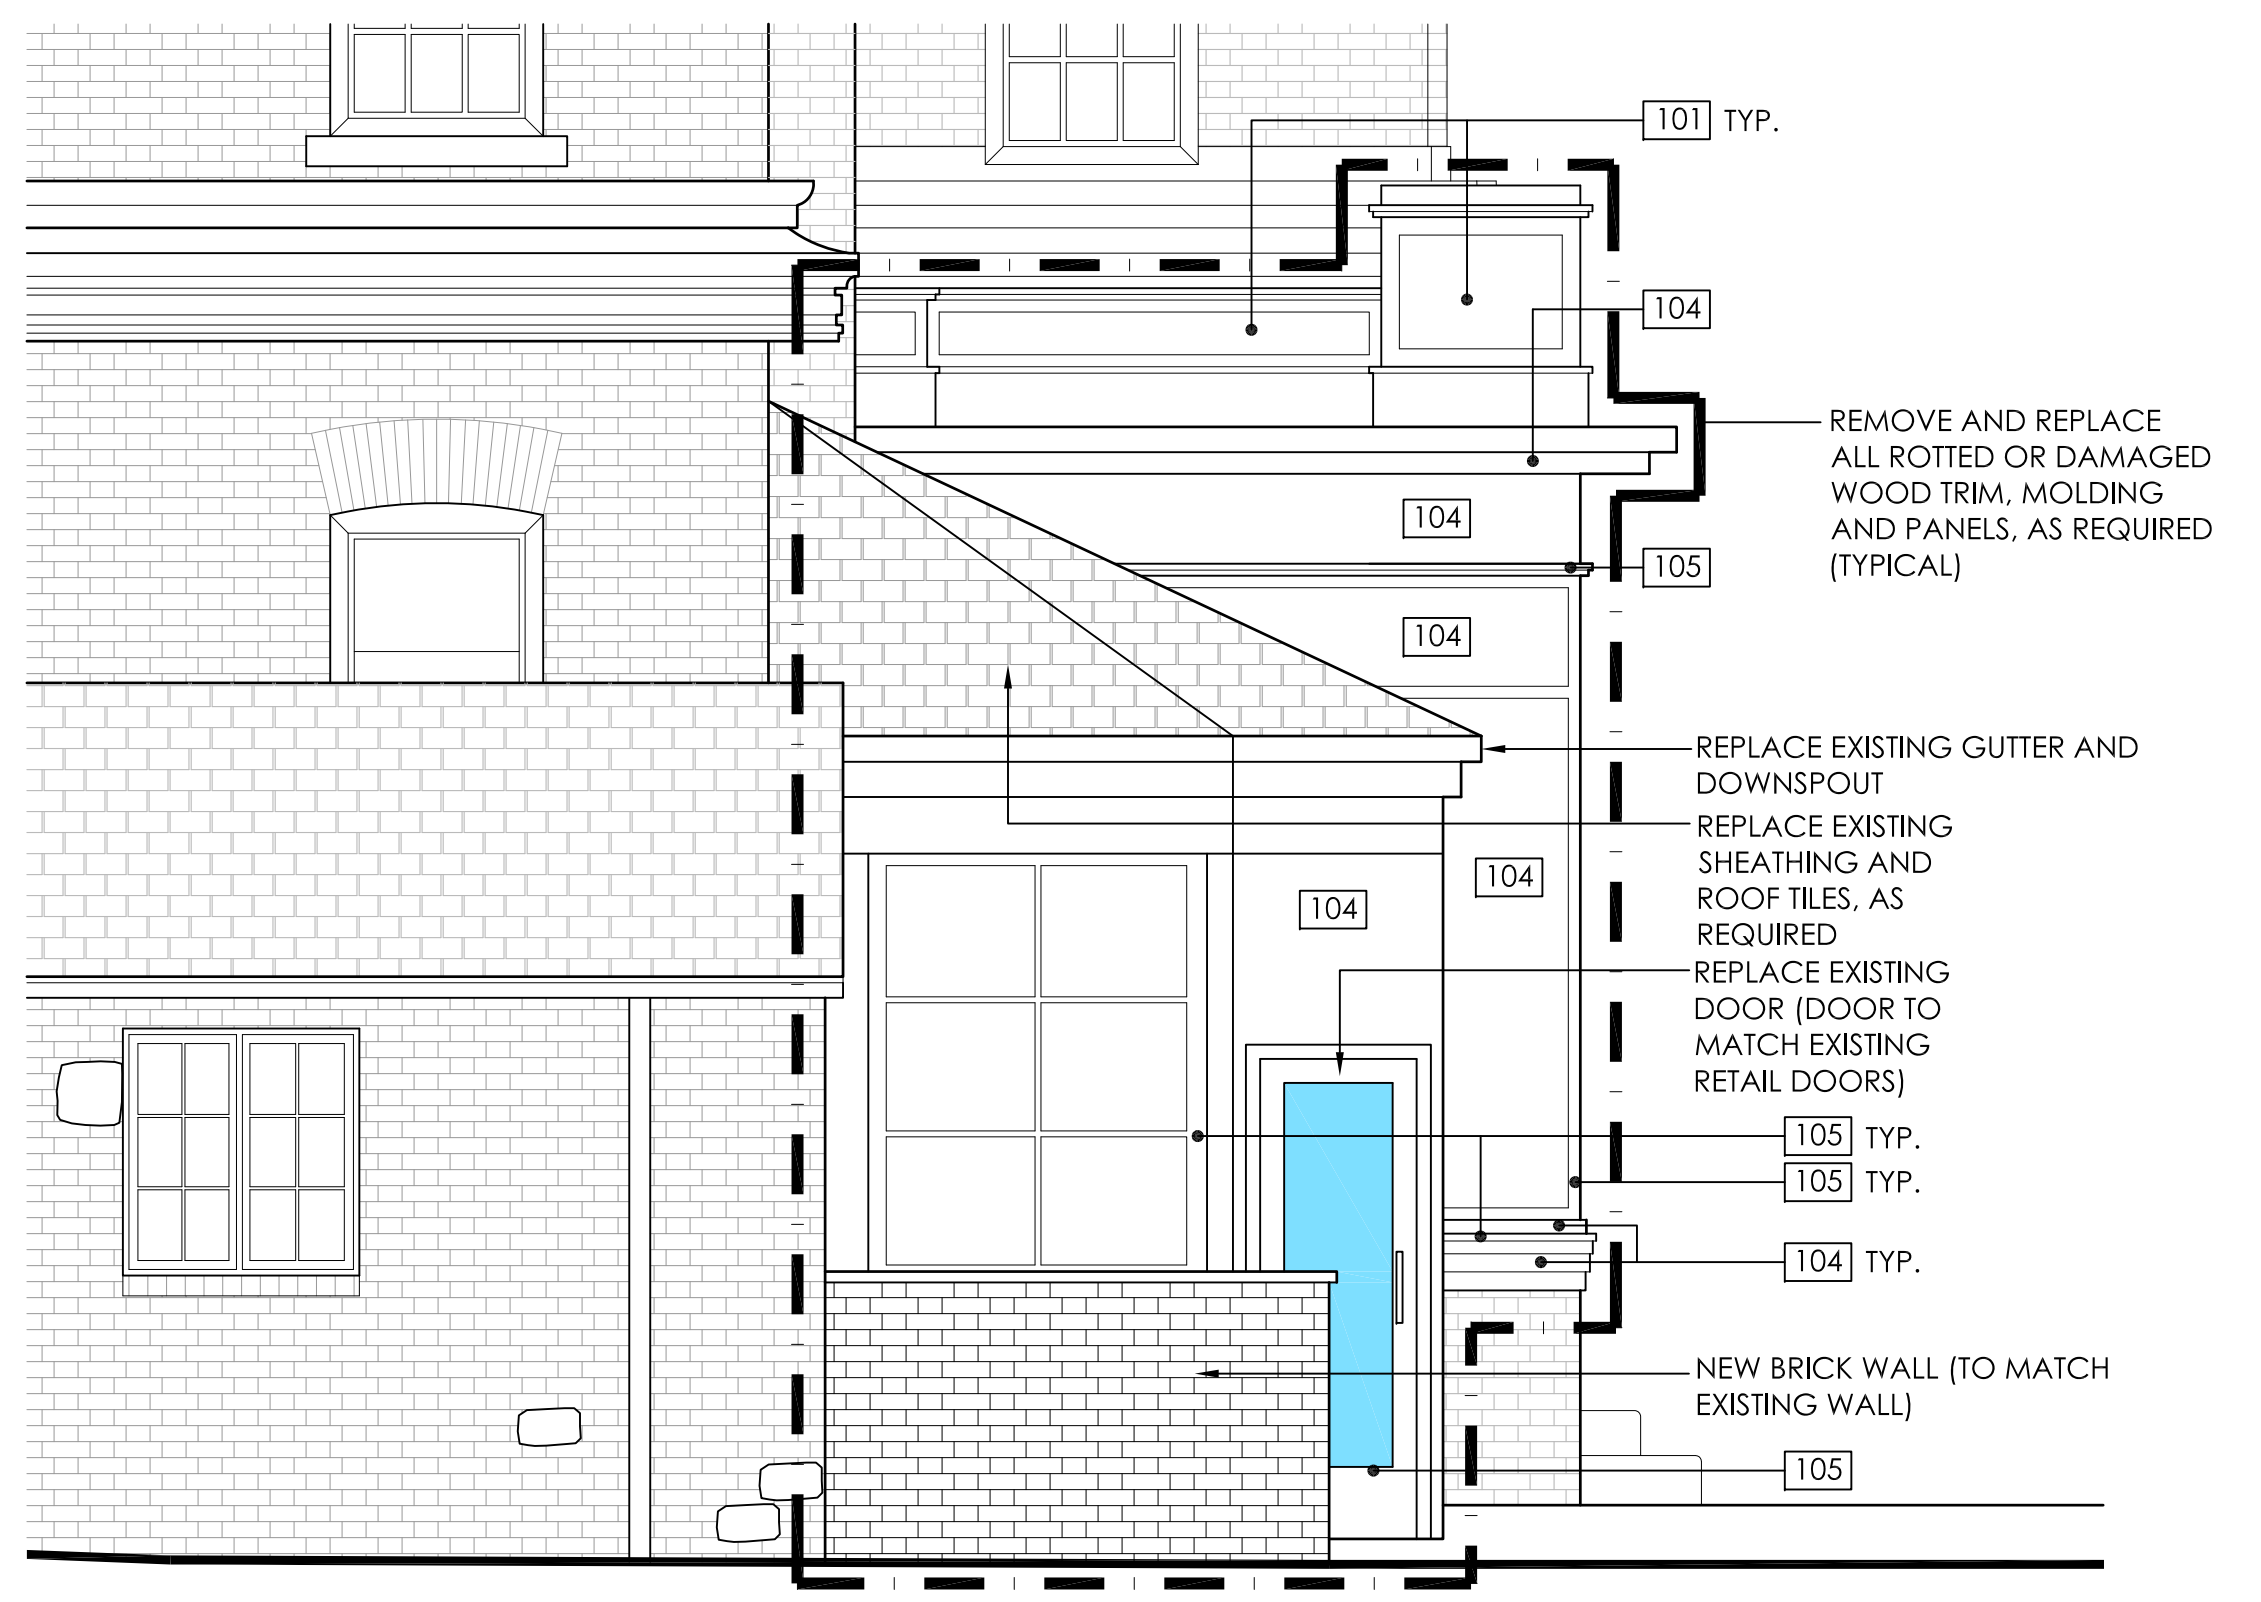 101 TYP.
104
REMOVE AND REPLACE
ALL ROTTED OR DAMAGED
WOOD TRIM, MOLDING
AND PANELS, AS REQUIRED
(TYPICAL)
104
105
104
REPLACE EXISTING GUTTER AND
DOWNSPOUT
REPLACE EXISTING
SHEATHING AND
ROOF TILES, AS
REQUIRED
104
104
REPLACE EXISTING
DOOR (DOOR TO
MATCH EXISTING
RETAIL DOORS)
105 TYP.
105 TYP.
104 TYP.
NEW BRICK WALL (TO MATCH
EXISTING WALL)
105